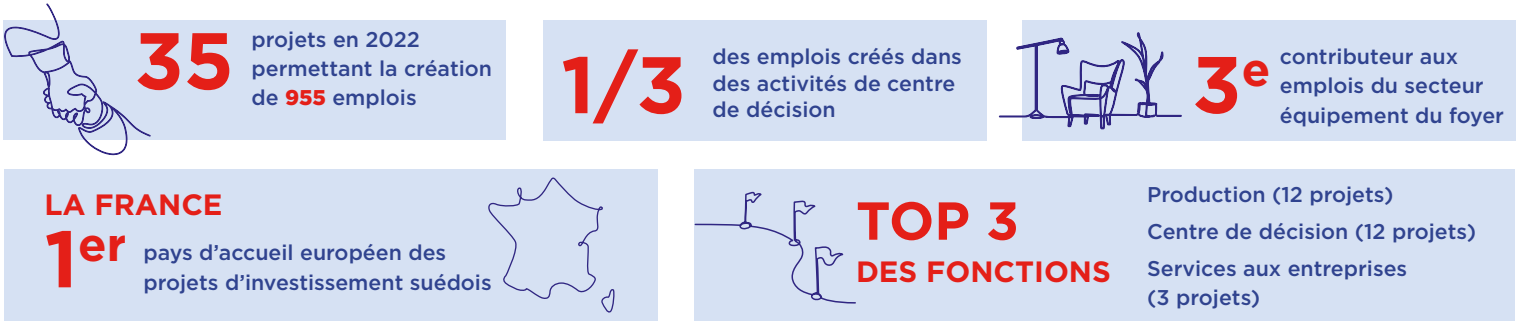 35
projets en 2022
permettant la création
de 955 emplois
1/3
des emplois créés dans
des activités de centre
de décision
3e
contributeur aux
emplois du secteur
équipement du foyer
LA FRANCE
1er
pays d’accueil européen des
projets d’investissement suédois
TOP 3
DES FONCTIONS
Production (12 projets)
Centre de décision (12 projets)
Services aux entreprises
(3 projets)